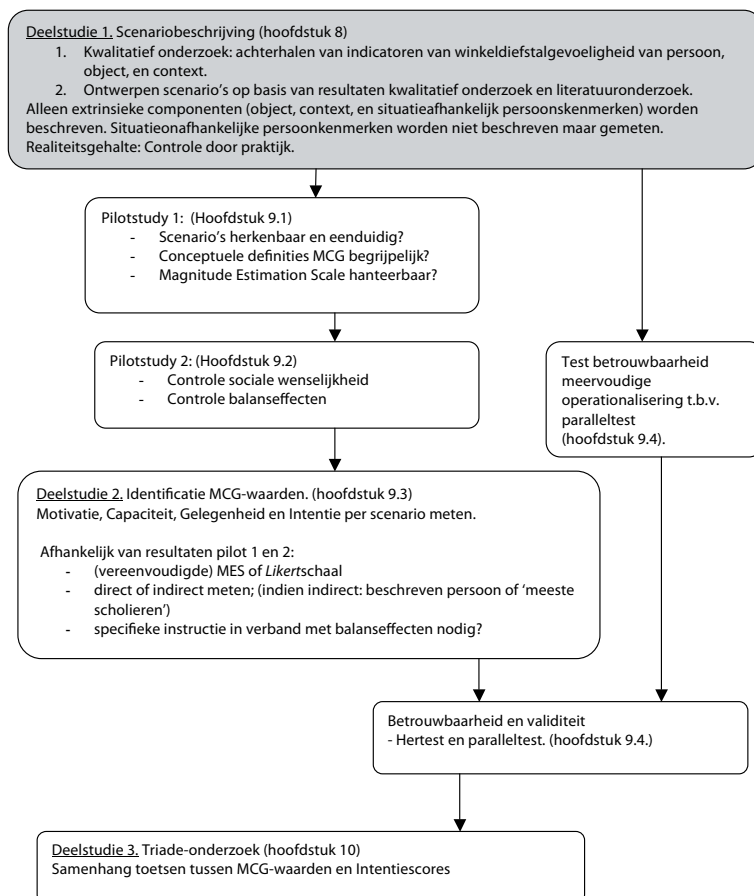 Deelstudie 1. Scenariobeschrijving (hoofdstuk 8)
1. Kwalitatief onderzoek: achterhalen van indicatoren van winkeldiefstalgevoeligheid van persoon,
object, en context.
2. Ontwerpen scenario's op basis van resultaten kwalitatief onderzoek en literatuuronderzoek.
Alleen extrinsieke componenten (object, context, en situatieafhankelijk persoonskenmerken) worden
beschreven. Situatieonafhankelijke persoonkenmerken worden niet beschreven maar gemeten.
Realiteitsgehalte: Controle door praktijk.
Pilotstudy 1: (Hoofdstuk 9.1)
- Scenario's herkenbaar en eenduidig?
- Conceptuele definities MCG begrijpelijk?
- Magnitude Estimation Scale hanteerbaar?
Pilotstudy 2: (Hoofdstuk 9.2)
- Controle sociale wenselijkheid
- Controle balanseffecten
Test betrouwbaarheid
meervoudige
operationalisering t.b.v.
paralleltest
(hoofdstuk 9.4).
Deelstudie 2. Identificatie MCG-waarden. (hoofdstuk 9.3)
Motivatie, Capaciteit, Gelegenheid en Intentie per scenario meten.
Afhankelijk van resultaten pilot 1 en 2:
- (vereenvoudigde) MES of Likertschaal
- direct of indirect meten; (indien indirect: beschreven persoon of 'meeste
scholieren')
- specifieke instructie in verband met balanseffecten nodig?
Betrouwbaarheid en validiteit
- Hertest en paralleltest. (hoofdstuk 9.4.)
Deelstudie 3. Triade-onderzoek (hoofdstuk 10)
Samenhang toetsen tussen MCG-waarden en Intentiescores